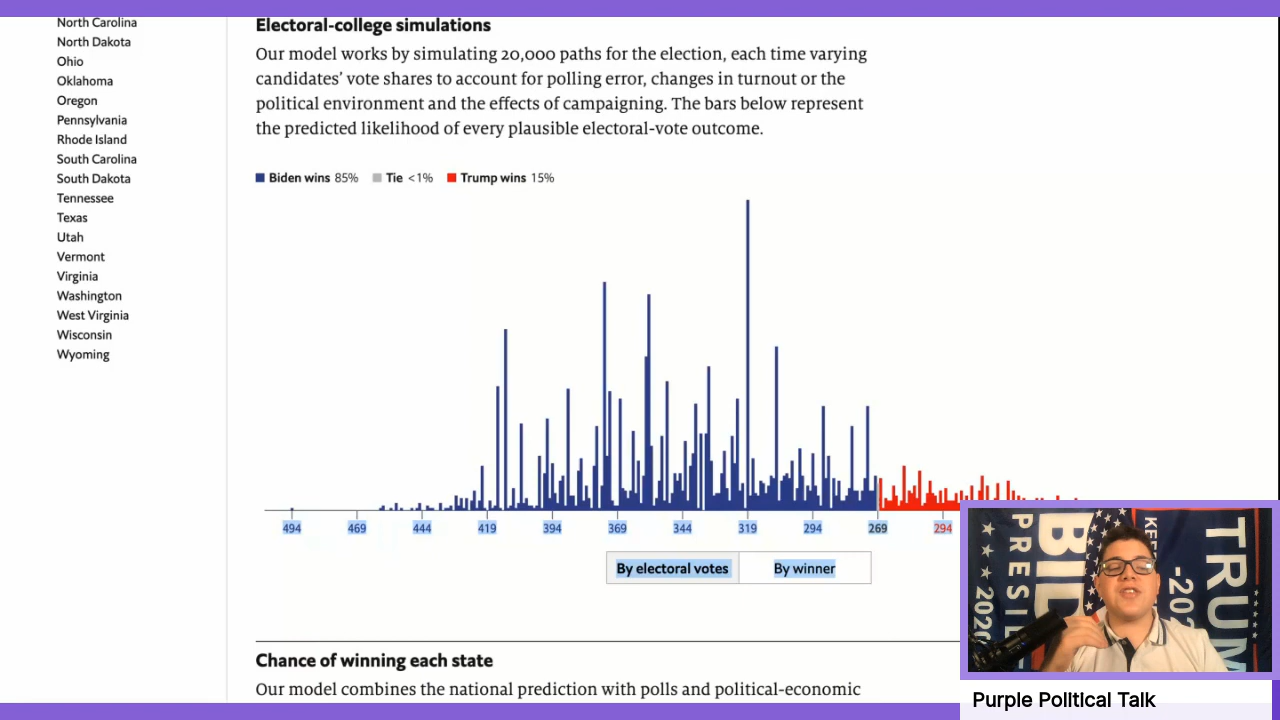 North Carolina
North Dakota
Ohio
Oklahoma
Oregon
Pennsylvania
Rhode Island
South Carolina
South Dakota
Tennessee
Texas
Utah
Vermont
Virginia
Washington
West Virginia
Wisconsin
Wyoming
Electoral-college simulations
Our model works by simulating 20,000 paths for the election, each time varying
candidates' vote shares to account for polling error, changes in turnout or the
political environment and the effects of campaigning. The bars below represent
the predicted likelihood of every plausible electoral-vote outcome.
Biden wins 85% Tie <1% Trump wins 15%
494 469 444 419 394 369 344 319 294 269 294
By electoral votes By winner
Chance of winning each state
Our model combines the national prediction with polls and political-economic
BID
PRESI
2020
TRUM
KE
-202
Purple Political Talk